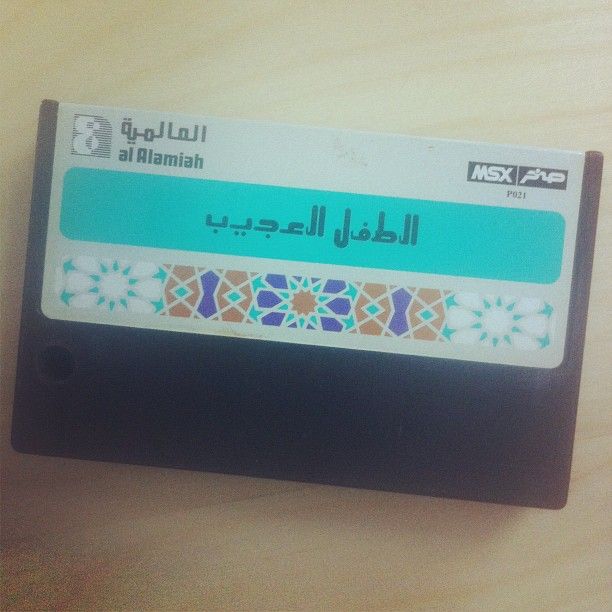 العالمية
al Alamiah
MSX صخر
P021
الطفل العجيب